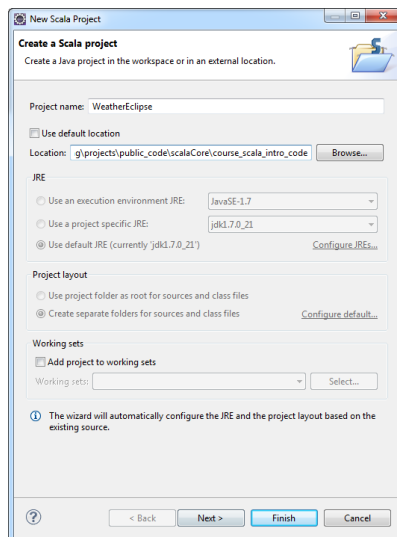 New Scala Project
Create a Scala project
Create a Java project in the workspace or in an external location.
Project name: WeatherEclipse
Use default location
Location: g\projects\public_code\scalaCore\course_scala_intro_code Browse...
JRE
Use an execution environment JRE: JavaSE-1.7
Use a project specific JRE: jdk1.7.0_21
Use default JRE (currently 'jdk1.7.0_21') Configure JREs...
Project layout
Use project folder as root for sources and class files
Create separate folders for sources and class files Configure default...
Working sets
Add project to working sets
Working sets: Select...
The wizard will automatically configure the JRE and the project layout based on the
existing source.
< Back Next > Finish Cancel